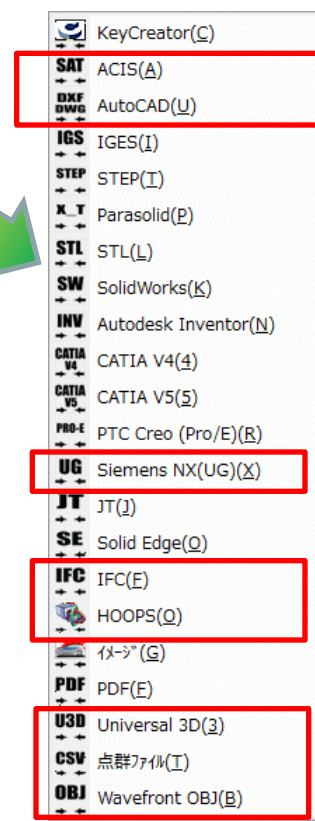 KeyCreator(C)
SAT ACIS(A)
DXF DWG AutoCAD(U)
IGS IGES(I)
STEP STEP(T)
X_T Parasolid(P)
STL STL(L)
SW SolidWorks(K)
INV Autodesk Inventor(N)
CATIA V4 CATIA V4(4)
CATIA V5 CATIA V5(5)
PRO-E PTC Creo (Pro/E)(R)
UG Siemens NX(UG)(X)
JT JT(J)
SE Solid Edge(O)
IFC IFC(F)
HOOPS(O)
ｲﾒｰｼﾞ(G)
PDF PDF(F)
U3D Universal 3D(3)
CSV 点群ﾌｧｲﾙ(T)
OBJ Wavefront OBJ(B)